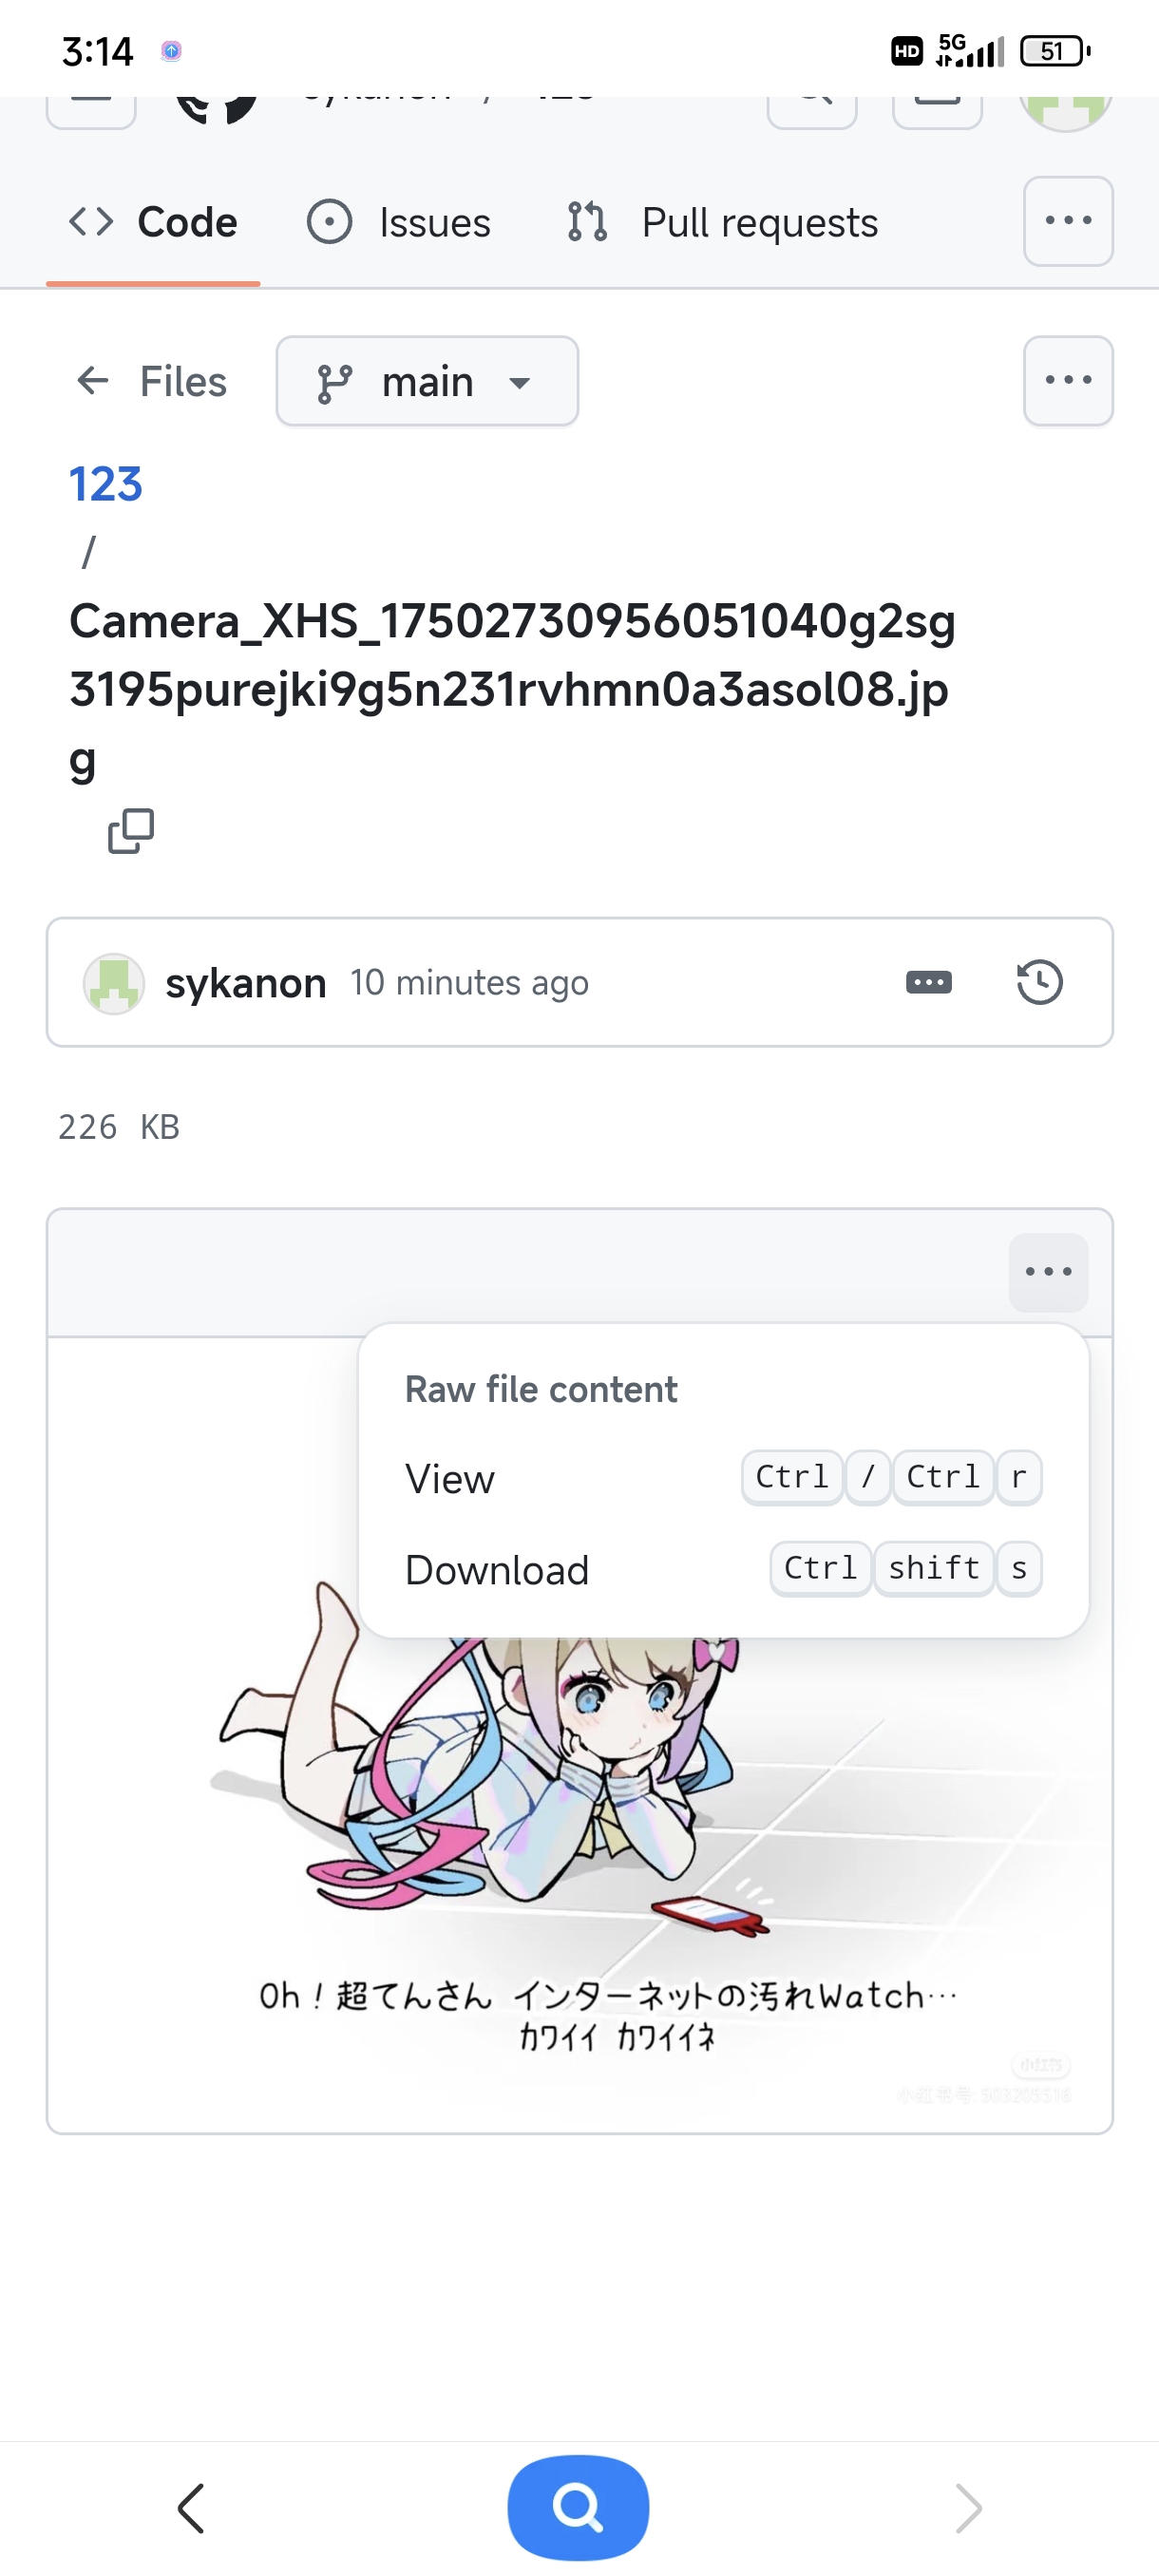 3:14
HD 5G 51
Code Issues Pull requests
Files main
123
/
Camera_XHS_17502730956051040g2sg
3195purejki9g5n231rvhmn0a3asol08.jp
g
sykanon 10 minutes ago
226 KB
Raw file content
View Ctrl / Ctrl r
Download Ctrl shift s
Oh！超てんさん インターネットの汚れWatch…
カワイイ カワイイネ
小红书
小红书号: